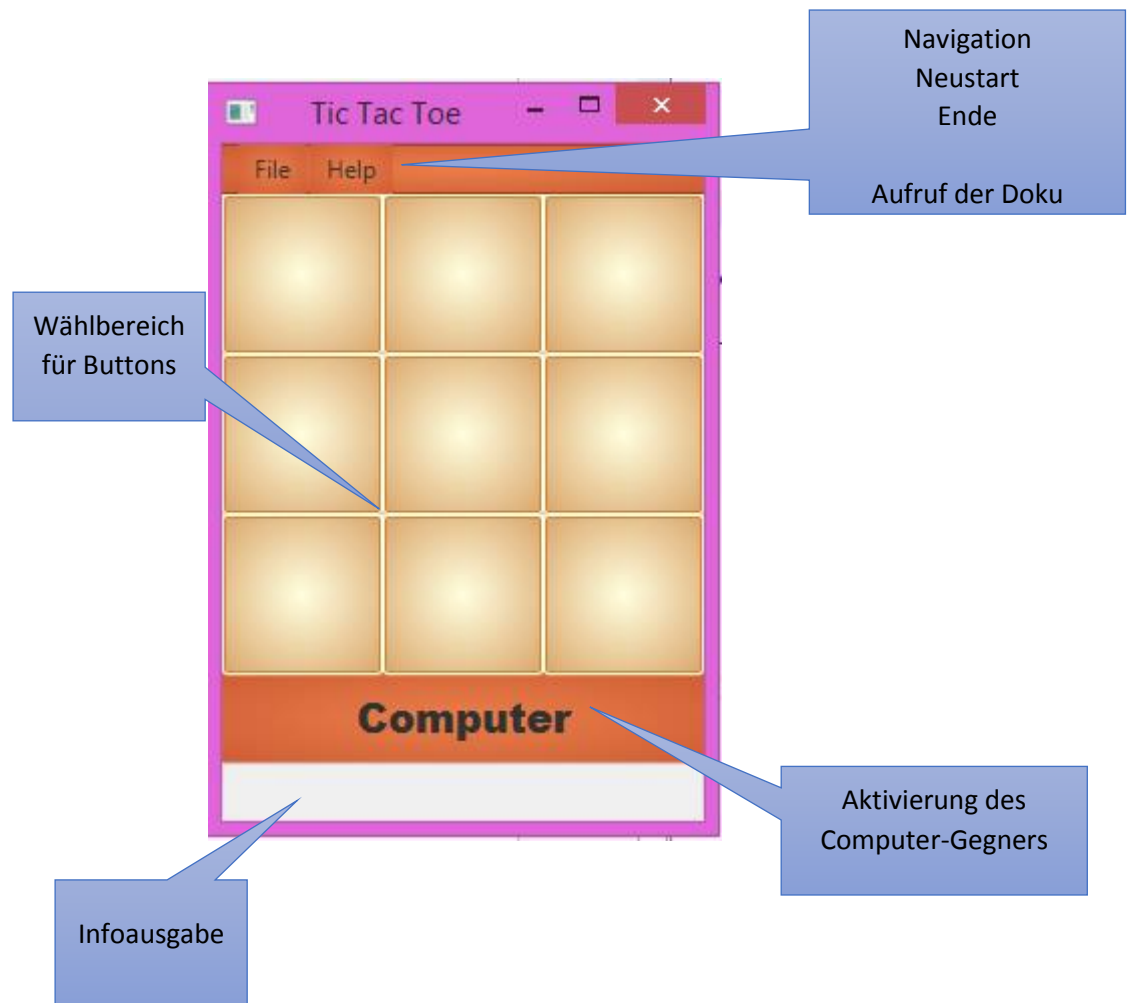 Navigation
Neustart
Ende
Aufruf der Doku
Tic Tac Toe
File Help
Wählbereich
für Buttons
Computer
Aktivierung des
Computer-Gegners
Infoausgabe